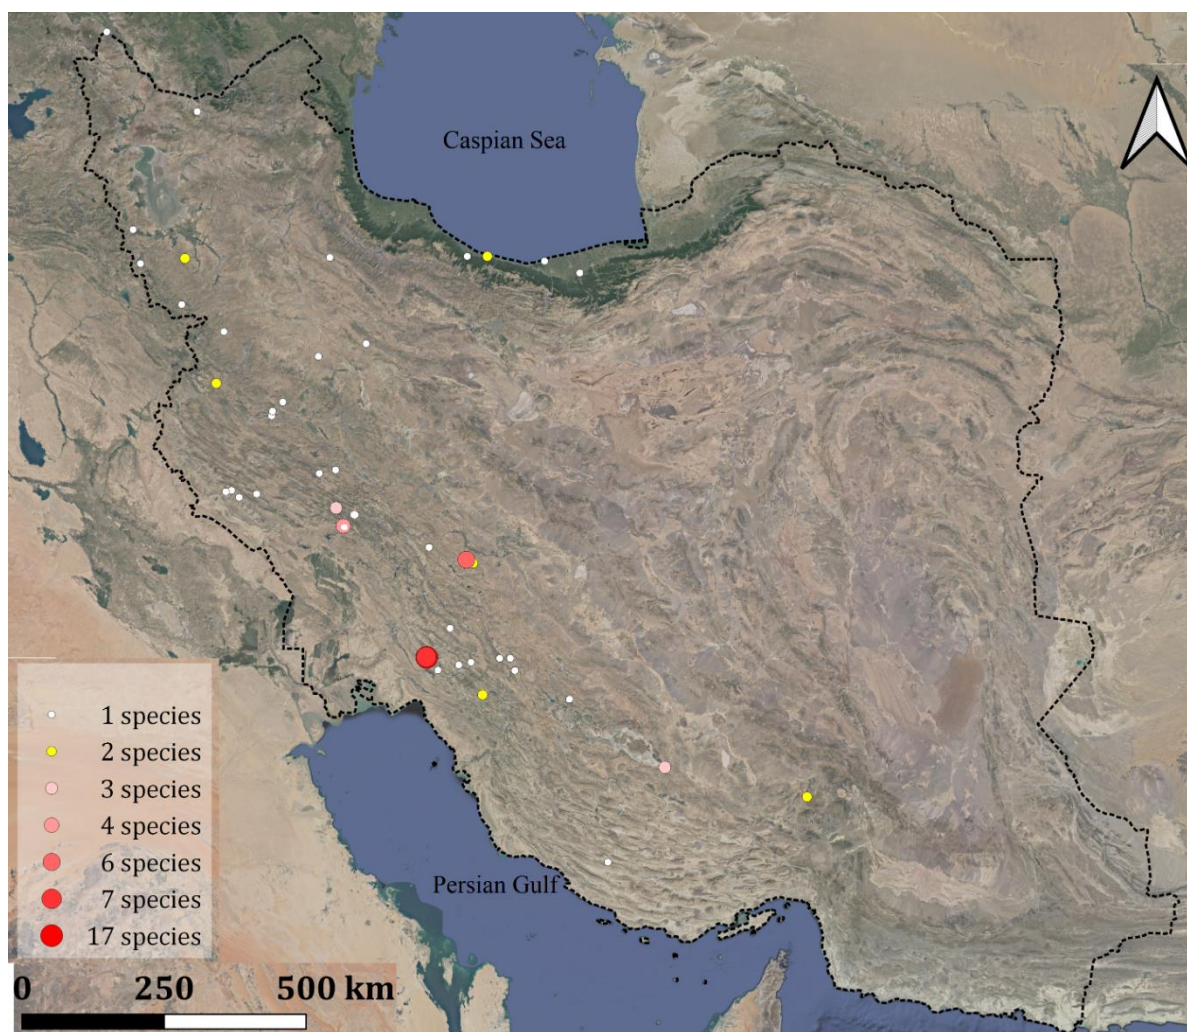 Caspian Sea
1 species
2 species
3 species
4 species
6 species
7 species
17 species
Persian Gulf
0 250 500 km